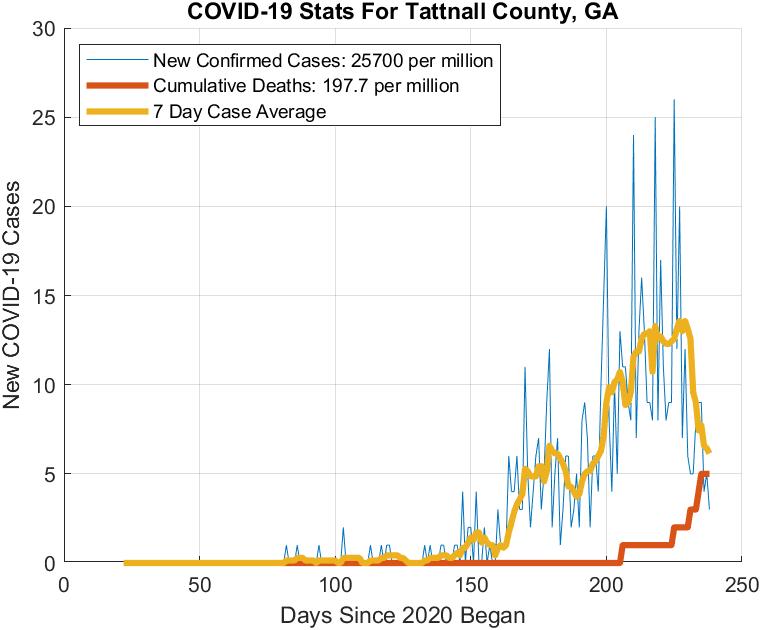 COVID-19 Stats For Tattnall County, GA
New Confirmed Cases: 25700 per million
Cumulative Deaths: 197.7 per million
7 Day Case Average
New COVID-19 Cases
30
25
20
15
10
5
0
0 50 100 150 200 250
Days Since 2020 Began